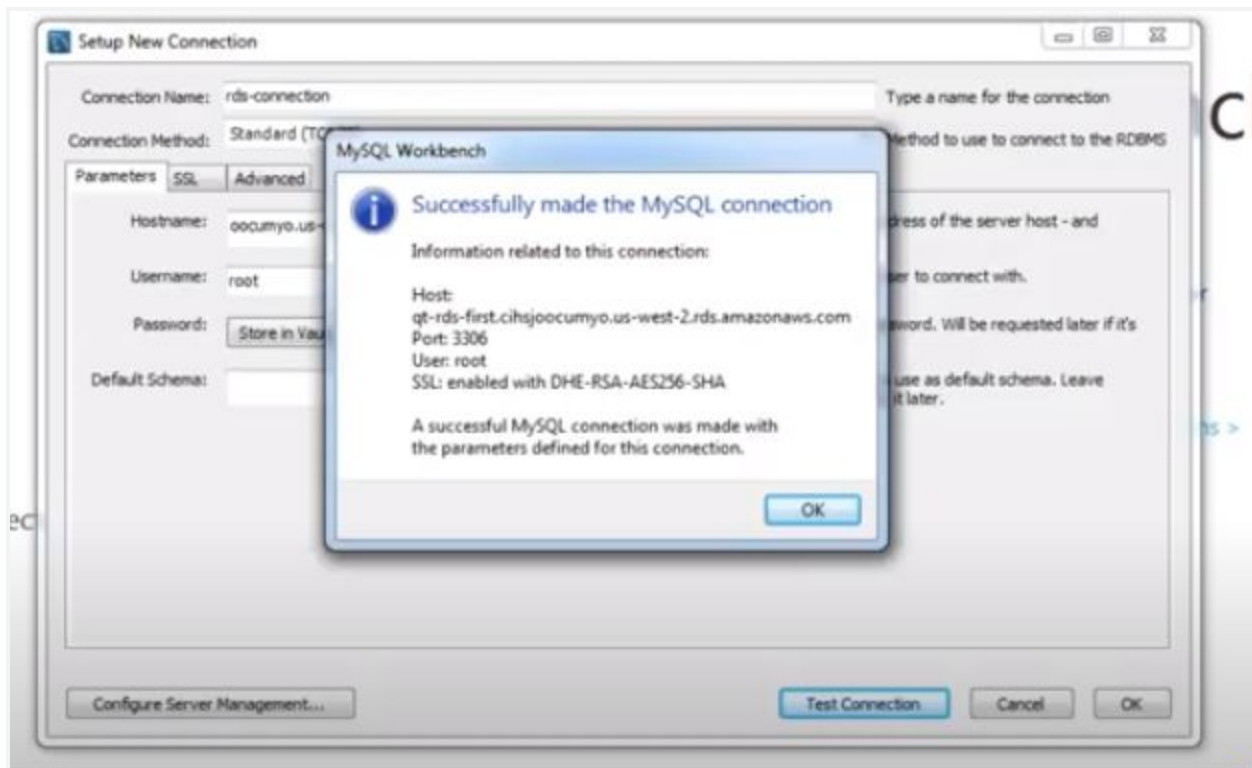 Setup New Connection
Connection Name: rds-connection Type a name for the connection
Connection Method: Standard (TC Method to use to connect to the RDBMS
Parameters SSL Advanced
Hostname: oocumyo.us- dress of the server host - and
Username: root ser to connect with.
Password: Store in Vau sword. Will be requested later if it's
Default Schema: use as default schema. Leave
it later.
MySQL Workbench
Successfully made the MySQL connection
Information related to this connection:
Host:
qt-rds-first.cihsjoocumyo.us-west-2.rds.amazonaws.com
Port: 3306
User: root
SSL: enabled with DHE-RSA-AES256-SHA
A successful MySQL connection was made with
the parameters defined for this connection.
OK
Configure Server Management... Test Connection Cancel OK